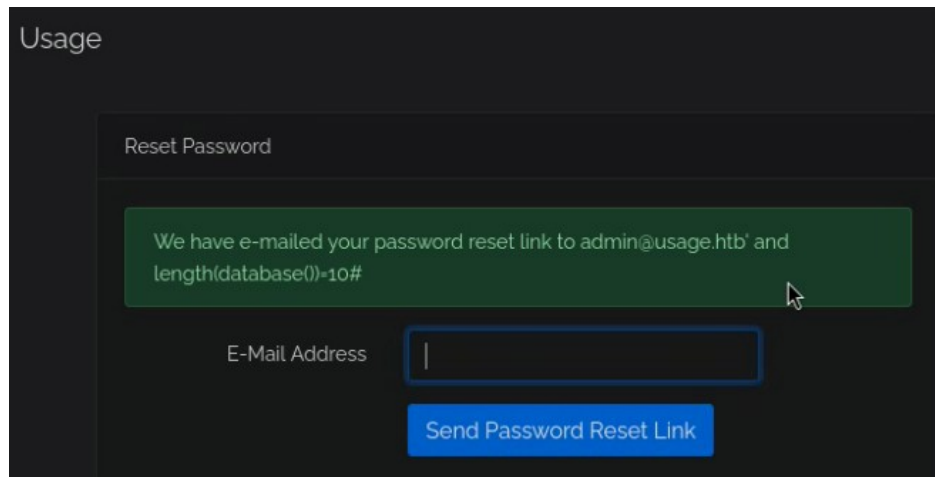 Usage
Reset Password
We have e-mailed your password reset link to admin@usage.htb' and
length(database())=10#
E-Mail Address
Send Password Reset Link